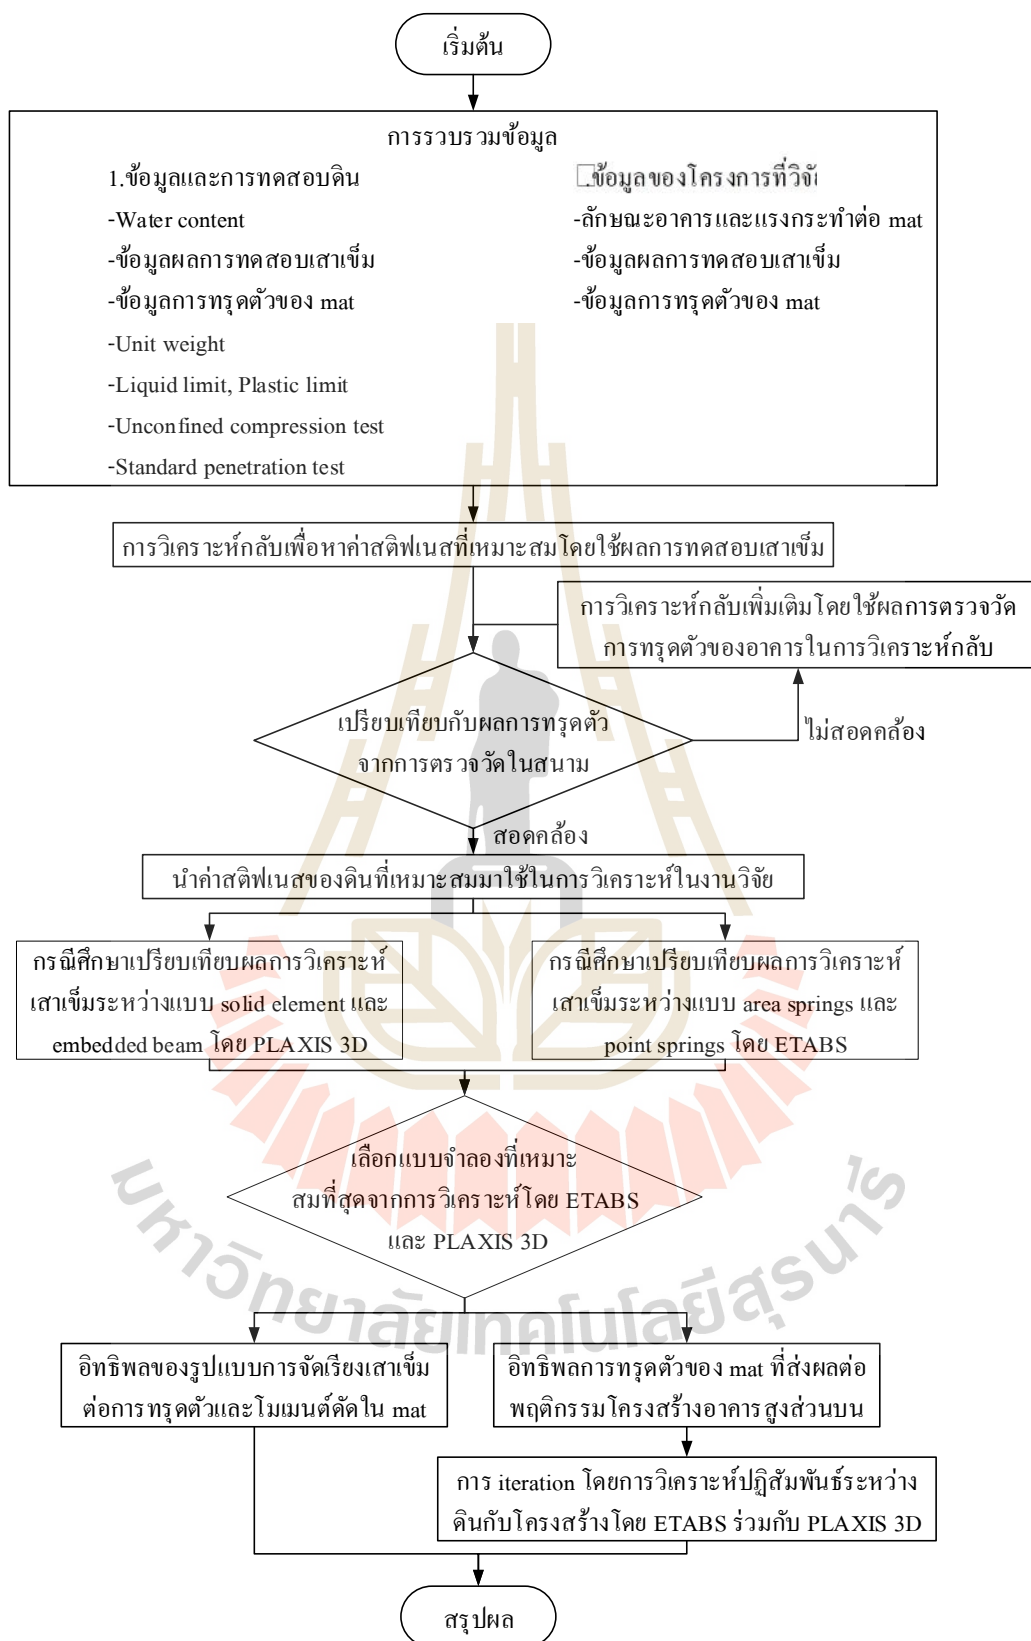 เริ่มต้น
การรวบรวมข้อมูล
1.ข้อมูลและการทดสอบดิน
-Water content
-ข้อมูลผลการทดสอบเสาเข็ม
-ข้อมูลการทรุดตัวของ mat
-Unit weight
-Liquid limit, Plastic limit
-Unconfined compression test
-Standard penetration test
.ข้อมูลของโครงการที่วิจัย
-ลักษณะอาคารและแรงกระทำต่อ mat
-ข้อมูลผลการทดสอบเสาเข็ม
-ข้อมูลการทรุดตัวของ mat
การวิเคราะห์กลับเพื่อหาค่าสติฟเนสที่เหมาะสมโดยใช้ผลการทดสอบเสาเข็ม
การวิเคราะห์กลับเพิ่มเติมโดยใช้ผลการตรวจวัด
การทรุดตัวของอาคารในการวิเคราะห์กลับ
เปรียบเทียบกับผลการทรุดตัว
จากการตรวจวัดในสนาม
ไม่สอดคล้อง
สอดคล้อง
นำค่าสติฟเนสของดินที่เหมาะสมมาใช้ในการวิเคราะห์ในงานวิจัย
กรณีศึกษาเปรียบเทียบผลการวิเคราะห์
เสาเข็มระหว่างแบบ solid element และ
embedded beam โดย PLAXIS 3D
กรณีศึกษาเปรียบเทียบผลการวิเคราะห์
เสาเข็มระหว่างแบบ area springs และ
point springs โดย ETABS
เลือกแบบจำลองที่เหมาะ
สมที่สุดจากการวิเคราะห์โดย ETABS
และ PLAXIS 3D
มหาวิทยาลัยเทคโนโลยีสุรนารี
อิทธิพลของรูปแบบการจัดเรียงเสาเข็ม
ต่อการทรุดตัวและโมเมนต์ดัดใน mat
อิทธิพลการทรุดตัวของ mat ที่ส่งผลต่อ
พฤติกรรมโครงสร้างอาคารสูงส่วนบน
การ iteration โดยการวิเคราะห์ปฏิสัมพันธ์ระหว่าง
ดินกับโครงสร้างโดย ETABS ร่วมกับ PLAXIS 3D
สรุปผล